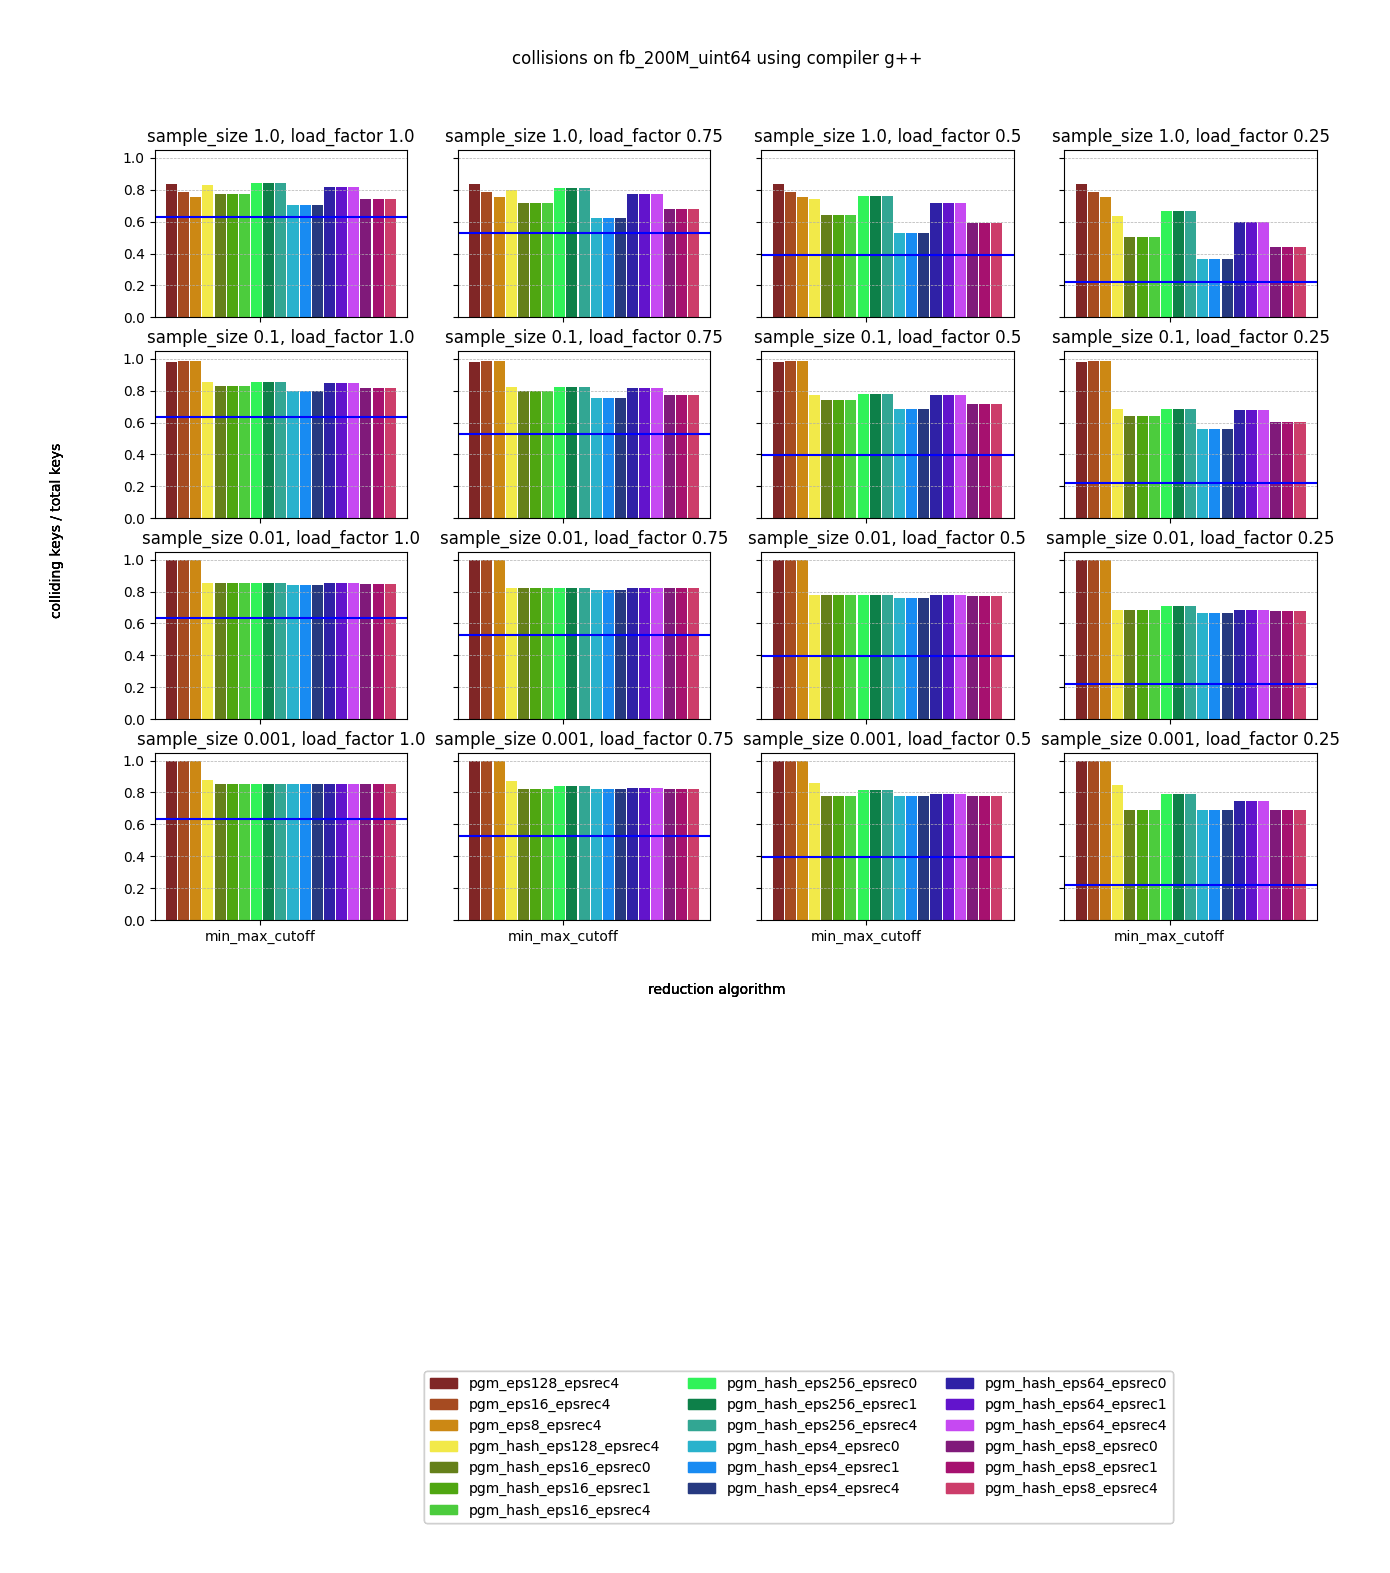 collisions on fb_200M_uint64 using compiler g++
sample_size 1.0, load_factor 1.0
sample_size 1.0, load_factor 0.75
sample_size 1.0, load_factor 0.5
sample_size 1.0, load_factor 0.25
1.0
0.8
0.6
0.4
0.2
0.0
sample_size 0.1, load_factor 1.0
sample_size 0.1, load_factor 0.75
sample_size 0.1, load_factor 0.5
sample_size 0.1, load_factor 0.25
1.0
0.8
0.6
0.4
0.2
0.0
colliding keys / total keys
sample_size 0.01, load_factor 1.0
sample_size 0.01, load_factor 0.75
sample_size 0.01, load_factor 0.5
sample_size 0.01, load_factor 0.25
1.0
0.8
0.6
0.4
0.2
0.0
sample_size 0.001, load_factor 1.0
sample_size 0.001, load_factor 0.75
sample_size 0.001, load_factor 0.5
sample_size 0.001, load_factor 0.25
1.0
0.8
0.6
0.4
0.2
0.0
min_max_cutoff
min_max_cutoff
min_max_cutoff
min_max_cutoff
reduction algorithm
pgm_eps128_epsrec4
pgm_eps16_epsrec4
pgm_eps8_epsrec4
pgm_hash_eps128_epsrec4
pgm_hash_eps16_epsrec0
pgm_hash_eps16_epsrec1
pgm_hash_eps16_epsrec4
pgm_hash_eps256_epsrec0
pgm_hash_eps256_epsrec1
pgm_hash_eps256_epsrec4
pgm_hash_eps4_epsrec0
pgm_hash_eps4_epsrec1
pgm_hash_eps4_epsrec4
pgm_hash_eps64_epsrec0
pgm_hash_eps64_epsrec1
pgm_hash_eps64_epsrec4
pgm_hash_eps8_epsrec0
pgm_hash_eps8_epsrec1
pgm_hash_eps8_epsrec4